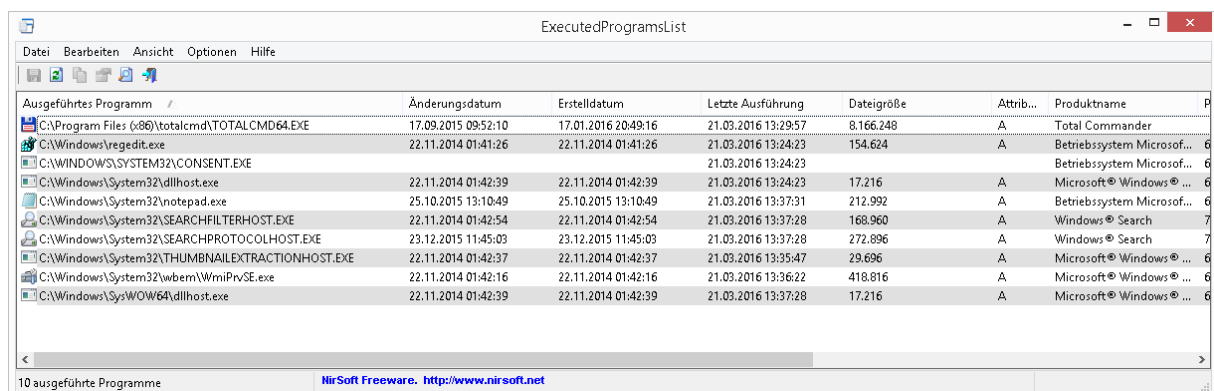 ExecutedProgramsList
Datei Bearbeiten Ansicht Optionen Hilfe
Ausgeführtes Programm / Änderungsdatum Erstelldatum Letzte Ausführung Dateigröße Attrib... Produktname P
C:\Program Files (x86)\totalcmd\TOTALCMD64.EXE 17.09.2015 09:52:10 17.01.2016 20:49:16 21.03.2016 13:29:57 8.166.248 A Total Commander
C:\Windows\regedit.exe 22.11.2014 01:41:26 22.11.2014 01:41:26 21.03.2016 13:24:23 154.624 A Betriebssystem Microsof... 6
C:\WINDOWS\SYSTEM32\CONSENT.EXE 21.03.2016 13:24:23 Betriebssystem Microsof... 6
C:\Windows\System32\dllhost.exe 22.11.2014 01:42:39 22.11.2014 01:42:39 21.03.2016 13:24:23 17.216 A Microsoft® Windows® ... 6
C:\Windows\System32\notepad.exe 25.10.2015 13:10:49 25.10.2015 13:10:49 21.03.2016 13:37:31 212.992 A Betriebssystem Microsof... 6
C:\Windows\System32\SEARCHFILTERHOST.EXE 22.11.2014 01:42:54 22.11.2014 01:42:54 21.03.2016 13:37:28 168.960 A Windows® Search 7
C:\Windows\System32\SEARCHPROTOCOLHOST.EXE 23.12.2015 11:45:03 23.12.2015 11:45:03 21.03.2016 13:37:28 272.896 A Windows® Search 7
C:\Windows\System32\THUMBNAILEXTRACTIONHOST.EXE 22.11.2014 01:42:37 22.11.2014 01:42:37 21.03.2016 13:35:47 29.696 A Microsoft® Windows® ... 6
C:\Windows\System32\wbem\WmiPrvSE.exe 22.11.2014 01:42:16 22.11.2014 01:42:16 21.03.2016 13:36:22 418.816 A Microsoft® Windows® ... 6
C:\Windows\SysWOW64\dllhost.exe 22.11.2014 01:42:39 22.11.2014 01:42:39 21.03.2016 13:37:28 17.216 A Microsoft® Windows® ... 6
10 ausgeführte Programme NirSoft Freeware. http://www.nirsoft.net